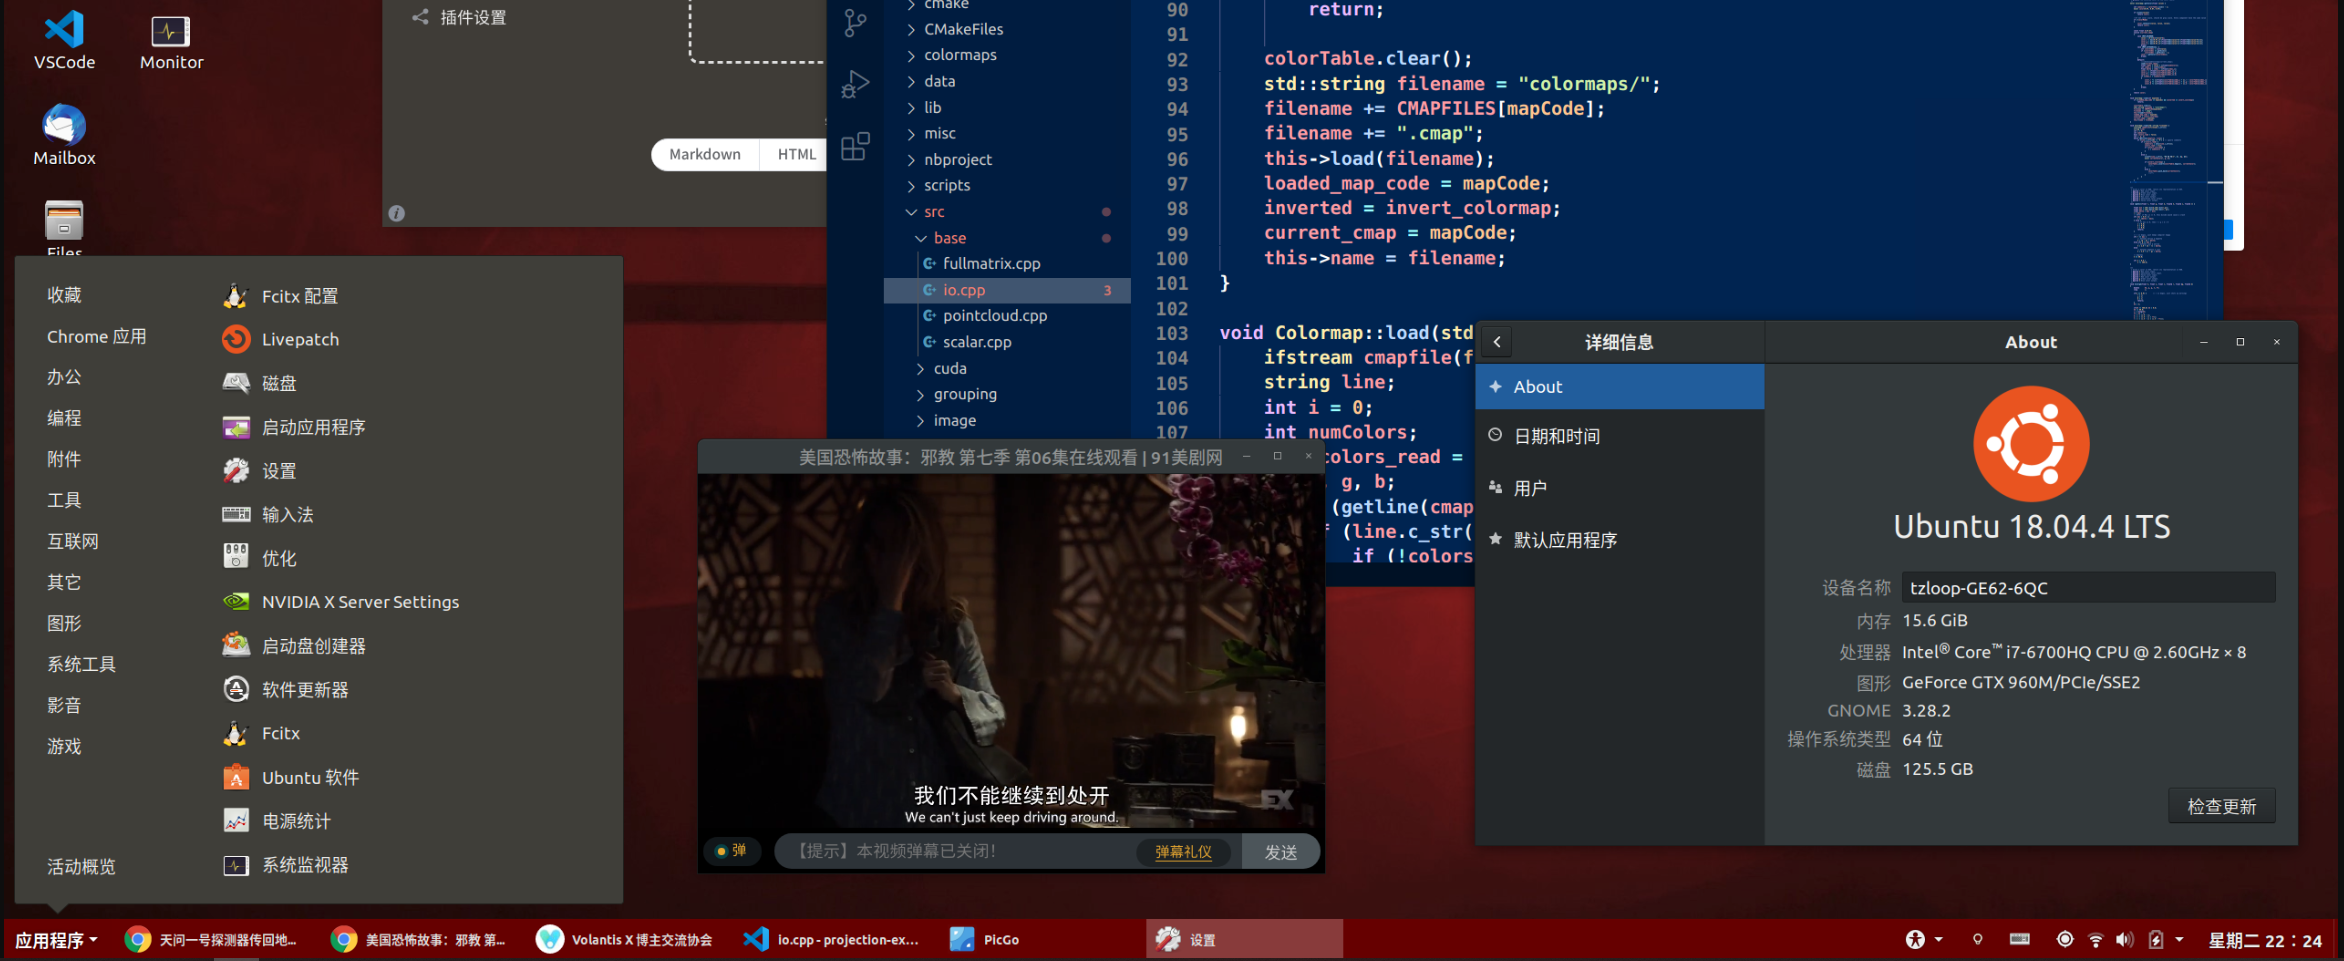 VSCode
Monitor
Mailbox
Files
插件设置
Markdown
HTML
cmake
CMakeFiles
colormaps
data
lib
misc
nbproject
scripts
src
base
fullmatrix.cpp
io.cpp 3
pointcloud.cpp
scalar.cpp
cuda
grouping
image
90 return;
91
92 colorTable.clear();
93 std::string filename = "colormaps/";
94 filename += CMAPFILES[mapCode];
95 filename += ".cmap";
96 this->load(filename);
97 loaded_map_code = mapCode;
98 inverted = invert_colormap;
99 current_cmap = mapCode;
100 this->name = filename;
101 }
102
103 void Colormap::load(std
104 ifstream cmapfile(f
105 string line;
106 int i = 0;
107 int numColors;
colors_read =
g, b;
(getline(cmap
(line.c_str(
if (!colors
收藏
Chrome 应用
办公
编程
附件
工具
互联网
其它
图形
系统工具
影音
游戏
活动概览
Fcitx 配置
Livepatch
磁盘
启动应用程序
设置
输入法
优化
NVIDIA X Server Settings
启动盘创建器
软件更新器
Fcitx
Ubuntu 软件
电源统计
系统监视器
美国恐怖故事：邪教 第七季 第06集在线观看 | 91美剧网
我们不能继续到处开
We can't just keep driving around.
FX
弹
【提示】本视频弹幕已关闭！
弹幕礼仪
发送
详细信息
About
About
日期和时间
用户
默认应用程序
Ubuntu 18.04.4 LTS
设备名称 tzloop-GE62-6QC
内存 15.6 GiB
处理器 Intel® Core™ i7-6700HQ CPU @ 2.60GHz × 8
图形 GeForce GTX 960M/PCIe/SSE2
GNOME 3.28.2
操作系统类型 64 位
磁盘 125.5 GB
检查更新
应用程序
天问一号探测器传回地...
美国恐怖故事：邪教 第...
Volantis X 博主交流协会
io.cpp - projection-ex...
PicGo
设置
星期二 22：24